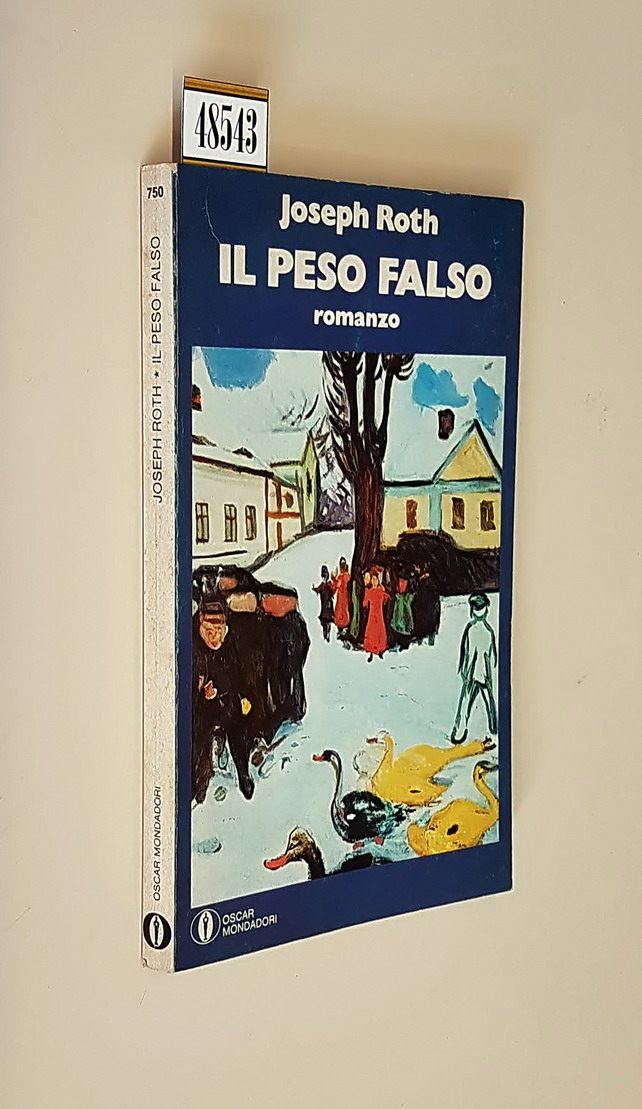 48543
750
JOSEPH ROTH ★ IL PESO FALSO
OSCAR MONDADORI
Joseph Roth
IL PESO FALSO
romanzo
OSCAR
MONDADORI